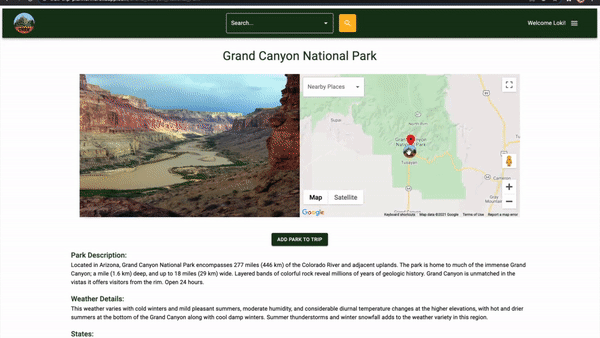 Search...
Welcome Loki!
Grand Canyon National Park
Nearby Places
Tusayan
Cameron
Map Satellite
Google
Keyboard shortcuts Map data ©2021 Google Terms of Use Report a map error
ADD PARK TO TRIP
Park Description:
Located in Arizona, Grand Canyon National Park encompasses 277 miles (446 km) of the Colorado River and adjacent uplands. The park is home to much of the immense Grand
Canyon; a mile (1.6 km) deep, and up to 18 miles (29 km) wide. Layered bands of colorful rock reveal millions of years of geologic history. Grand Canyon is unmatched in the
vistas it offers visitors from the rim. Open 24 hours.
Weather Details:
This weather varies with cold winters and mild pleasant summers, moderate humidity, and considerable diurnal temperature changes at the higher elevations, with hot and drier
summers at the bottom of the Grand Canyon along with cool damp winters. Summer thunderstorms and winter snowfall adds to the weather variety in this region.
States: